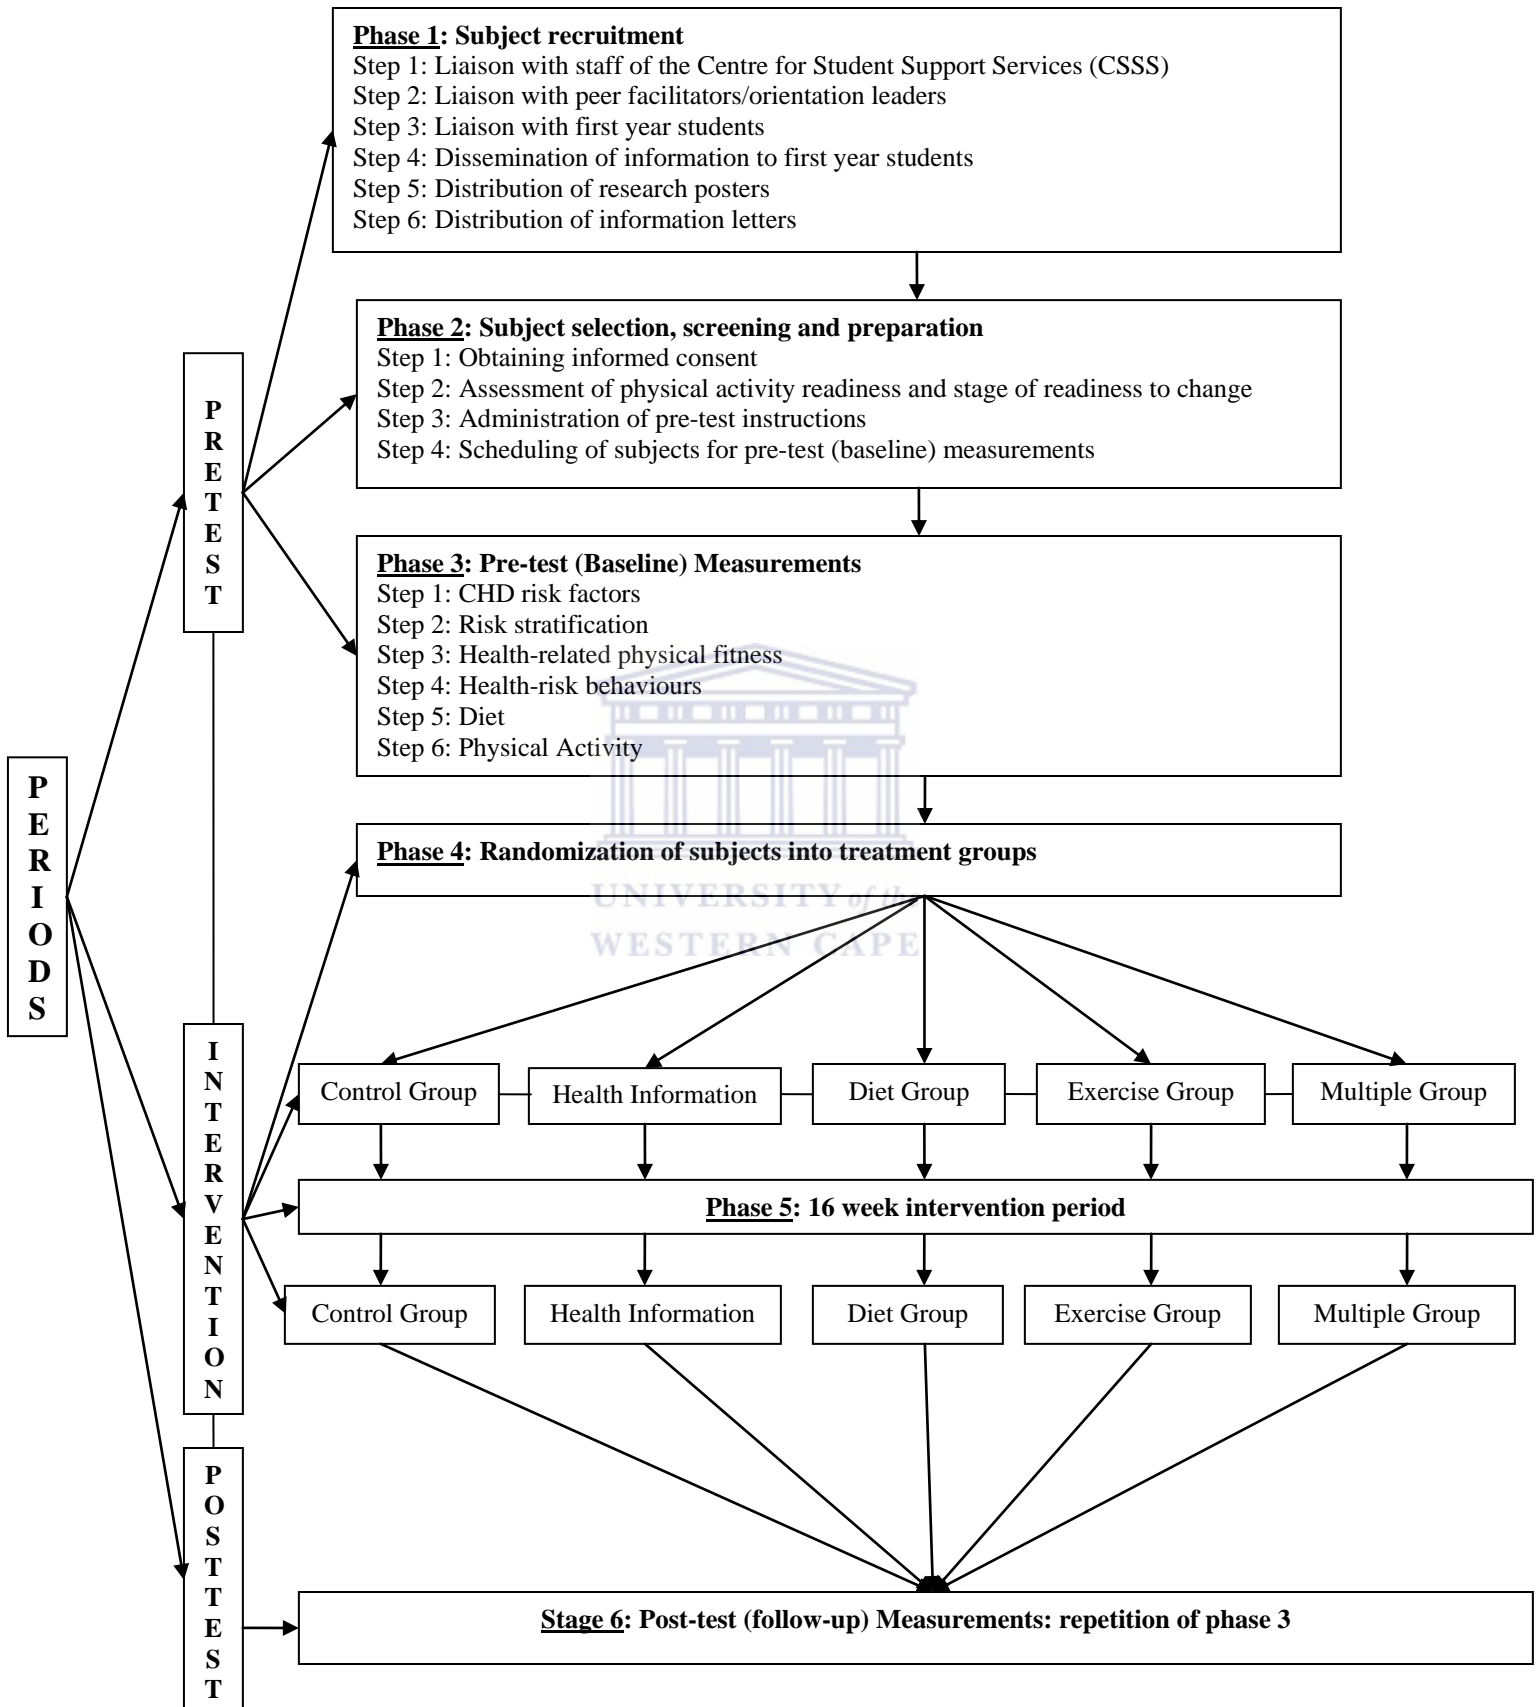 Phase 1: Subject recruitment
Step 1: Liaison with staff of the Centre for Student Support Services (CSSS)
Step 2: Liaison with peer facilitators/orientation leaders
Step 3: Liaison with first year students
Step 4: Dissemination of information to first year students
Step 5: Distribution of research posters
Step 6: Distribution of information letters
Phase 2: Subject selection, screening and preparation
Step 1: Obtaining informed consent
Step 2: Assessment of physical activity readiness and stage of readiness to change
Step 3: Administration of pre-test instructions
Step 4: Scheduling of subjects for pre-test (baseline) measurements
PRETEST
Phase 3: Pre-test (Baseline) Measurements
Step 1: CHD risk factors
Step 2: Risk stratification
Step 3: Health-related physical fitness
Step 4: Health-risk behaviours
Step 5: Diet
Step 6: Physical Activity
PERIODS
Phase 4: Randomization of subjects into treatment groups
UNIVERSITY of the
WESTERN CAPE
INTERVENTION
Control Group
Health Information
Diet Group
Exercise Group
Multiple Group
Phase 5: 16 week intervention period
Control Group
Health Information
Diet Group
Exercise Group
Multiple Group
POSTTEST
Stage 6: Post-test (follow-up) Measurements: repetition of phase 3